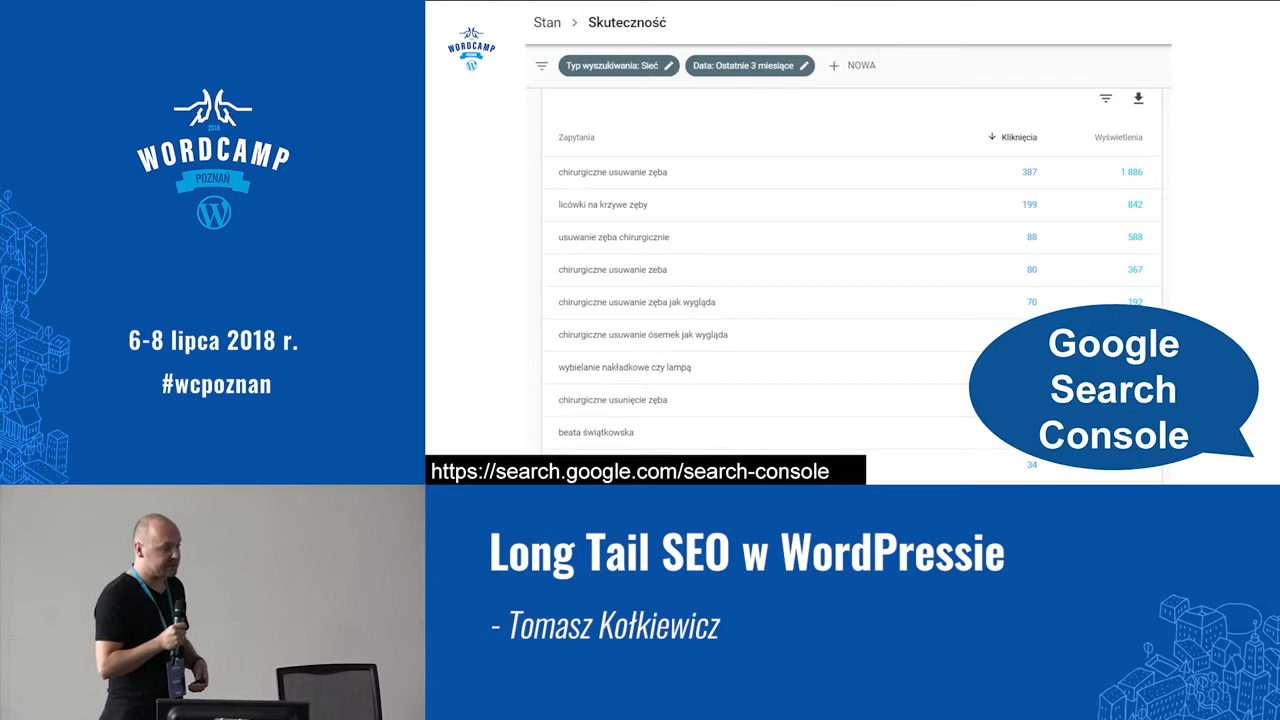 2018
WORDCAMP
POZNAŃ
6-8 lipca 2018 r.
#wcpoznan
WORDCAMP
Stan > Skuteczność
Typ wyszukiwania: Sieć
Data: Ostatnie 3 miesiące
+ NOWA
Zapytania Kliknięcia Wyświetlenia
chirurgiczne usuwanie zęba 387 1 886
licówki na krzywe zęby 199 842
usuwanie zęba chirurgicznie 88 588
chirurgiczne usuwanie zeba 80 367
chirurgiczne usuwanie zęba jak wygląda 70 192
chirurgiczne usuwanie ósemek jak wygląda
wybielanie nakładkowe czy lampą
chirurgiczne usunięcie zęba
beata świątkowska
34
Google
Search
Console
https://search.google.com/search-console
Long Tail SEO w WordPressie
- Tomasz Kołkiewicz